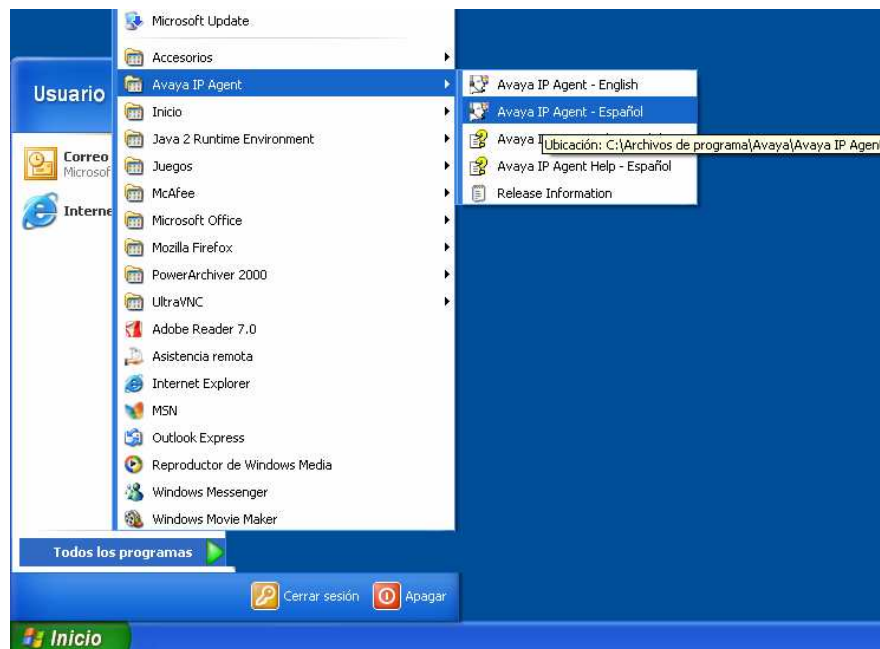 Microsoft Update
Accesorios
Avaya IP Agent
Inicio
Java 2 Runtime Environment
Juegos
McAfee
Microsoft Office
Mozilla Firefox
PowerArchiver 2000
UltraVNC
Adobe Reader 7.0
Asistencia remota
Internet Explorer
MSN
Outlook Express
Reproductor de Windows Media
Windows Messenger
Windows Movie Maker
Avaya IP Agent - English
Avaya IP Agent - Español
Avaya
Ubicación: C:\Archivos de programa\Avaya\Avaya IP Agent
Avaya IP Agent Help - Español
Release Information
Usuario
Correo
Microsof
Interne
Todos los programas
Cerrar sesión
Apagar
Inicio